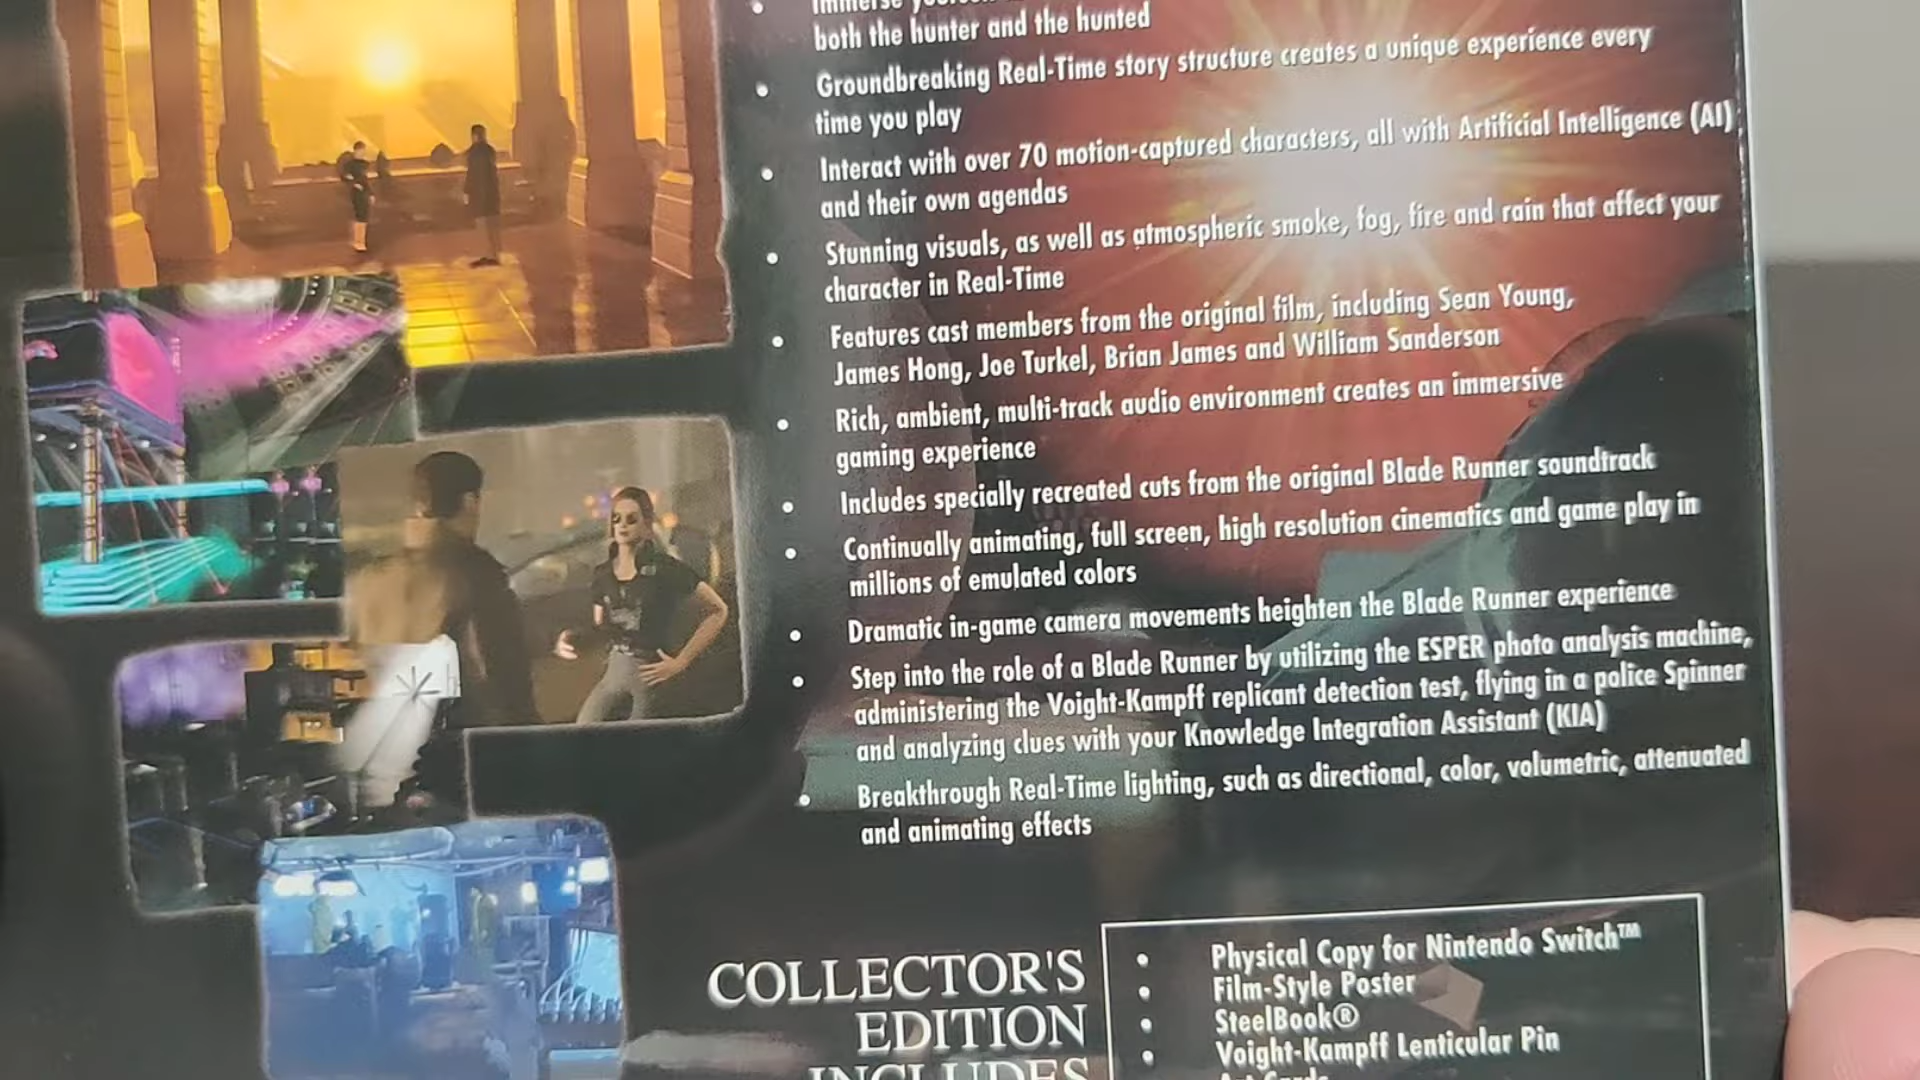 Immerse
both the hunter and the hunted
Groundbreaking Real-Time story structure creates a unique experience every
time you play
Interact with over 70 motion-captured characters, all with Artificial Intelligence (AI)
and their own agendas
Stunning visuals, as well as atmospheric smoke, fog, fire and rain that affect your
character in Real-Time
Features cast members from the original film, including Sean Young,
James Hong, Joe Turkel, Brian James and William Sanderson
Rich, ambient, multi-track audio environment creates an immersive
gaming experience
Includes specially recreated cuts from the original Blade Runner soundtrack
Continually animating, full screen, high resolution cinematics and game play in
millions of emulated colors
Dramatic in-game camera movements heighten the Blade Runner experience
Step into the role of a Blade Runner by utilizing the ESPER photo analysis machine,
administering the Voight-Kampff replicant detection test, flying in a police Spinner
and analyzing clues with your Knowledge Integration Assistant (KIA)
Breakthrough Real-Time lighting, such as directional, color, volumetric, attenuated
and animating effects
COLLECTOR'S
EDITION
INCLUDES
Physical Copy for Nintendo Switch™
Film-Style Poster
SteelBook®
Voight-Kampff Lenticular Pin